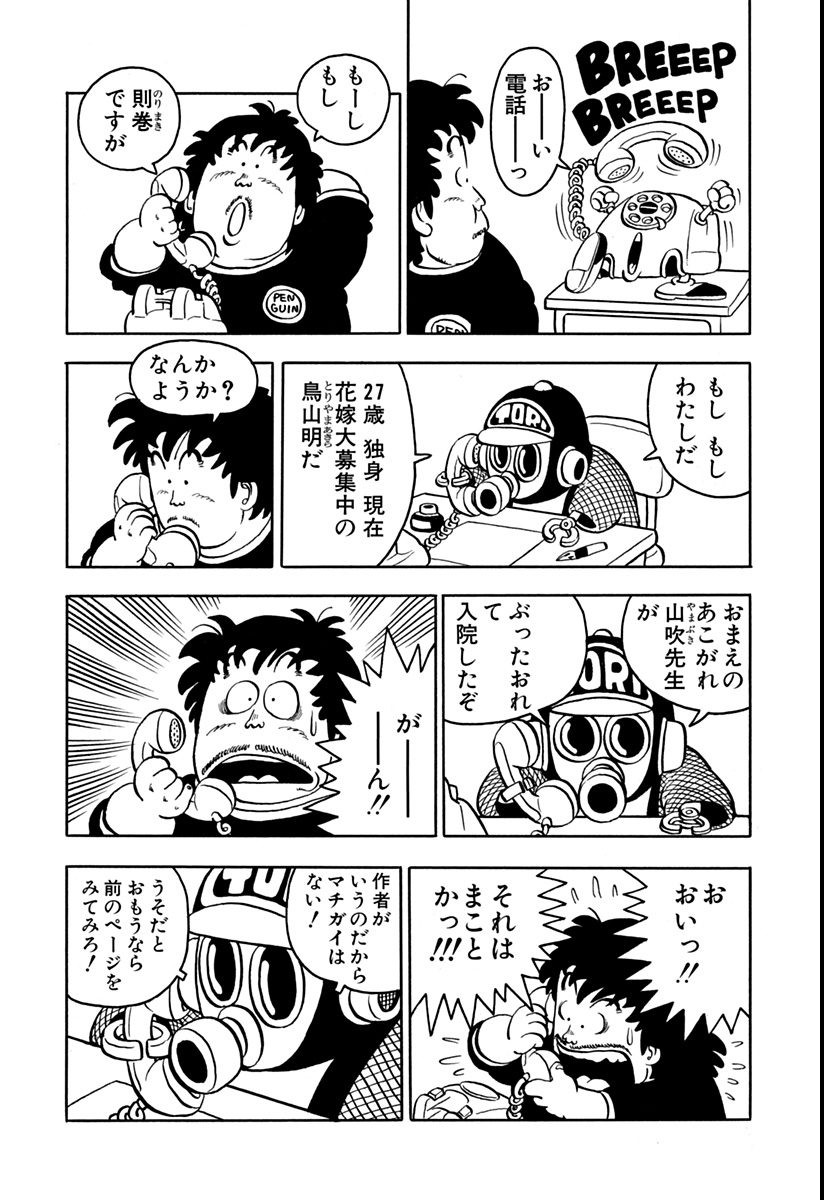 BREEEP
BREEEP
おーい
電話ーっ
PEN
GUIN
もーし
もし
則巻
のりまき
ですが
PEN
GUIN
もし もし
わたしだ
TORI
27歳 独身 現在
花嫁大募集中の
鳥山明だ
とりやまあきら
なんか
ようか？
おまえの
あこがれ
山吹先生
やまぶき
が
ぶったおれ
て
入院したぞ
TORI
がーーん!!
お
おいっ!!
それは
まこと
かっ!!!
作者が
いうのだから
マチガイは
ない！
TORI
うそだと
おもうなら
前のページを
みてみろ！